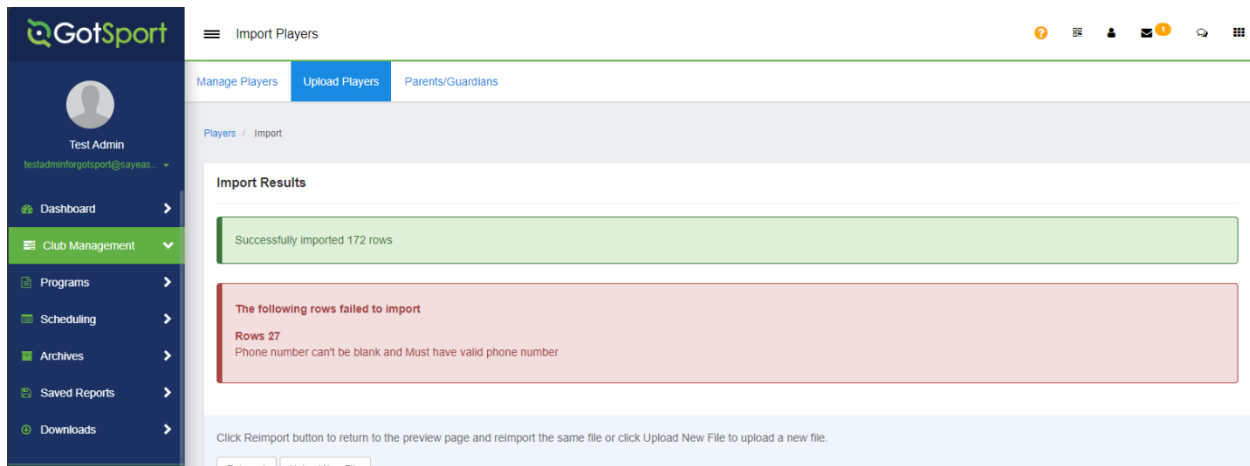 GotSport
Import Players
1
Manage Players
Upload Players
Parents/Guardians
Test Admin
testadminforgotsport@sayeas...
Players / Import
Import Results
Dashboard
Club Management
Programs
Scheduling
Archives
Saved Reports
Downloads
Successfully imported 172 rows
The following rows failed to import
Rows 27
Phone number can't be blank and Must have valid phone number
Click Reimport button to return to the preview page and reimport the same file or click Upload New File to upload a new file.